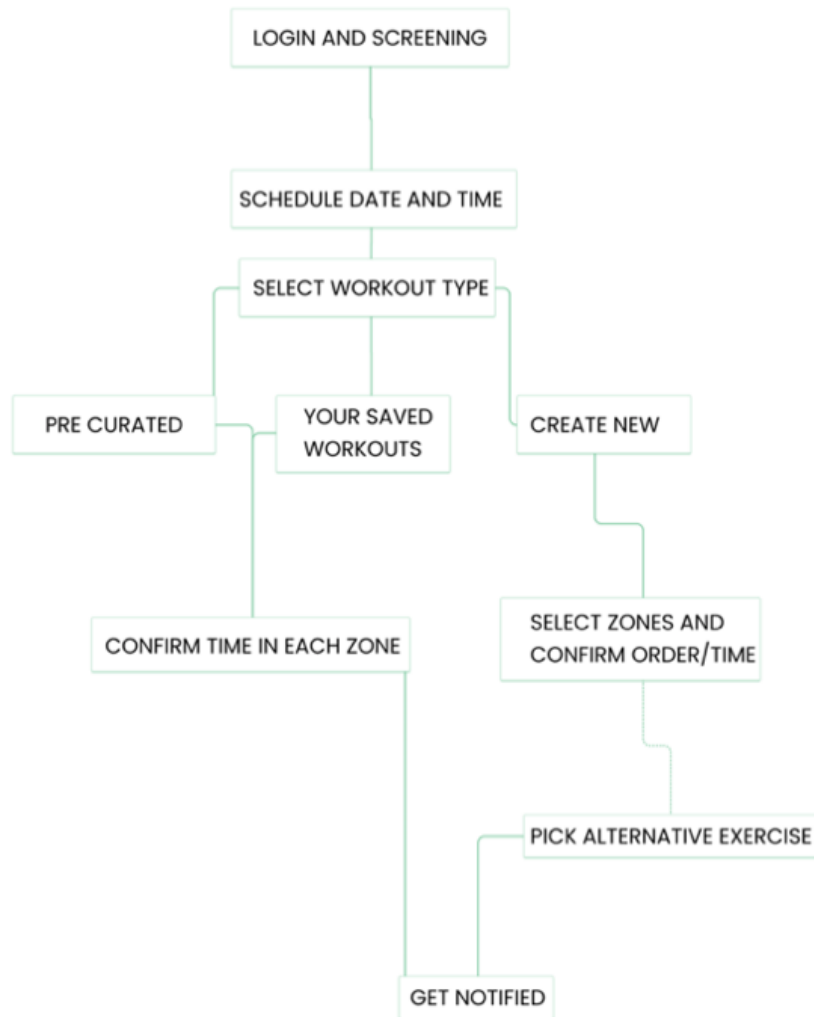 LOGIN AND SCREENING
SCHEDULE DATE AND TIME
SELECT WORKOUT TYPE
PRE CURATED
YOUR SAVED
WORKOUTS
CREATE NEW
CONFIRM TIME IN EACH ZONE
SELECT ZONES AND
CONFIRM ORDER/TIME
PICK ALTERNATIVE EXERCISE
GET NOTIFIED